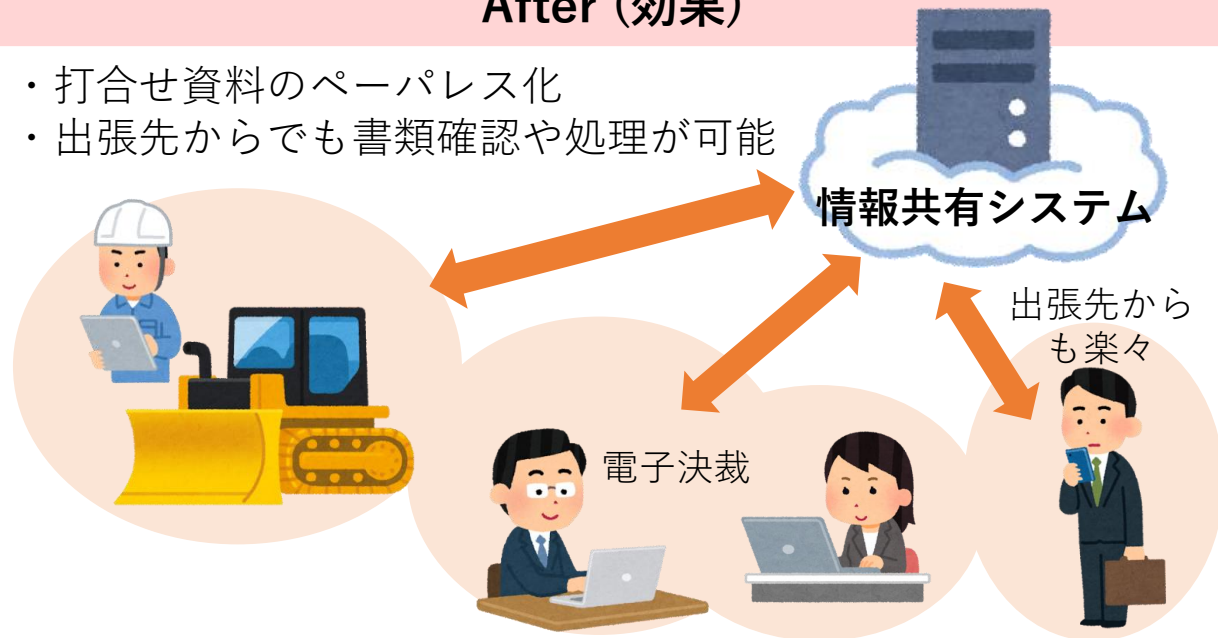 After (効果)
・打合せ資料のペーパレス化
・出張先からでも書類確認や処理が可能
情報共有システム
出張先から
も楽々
電子決裁